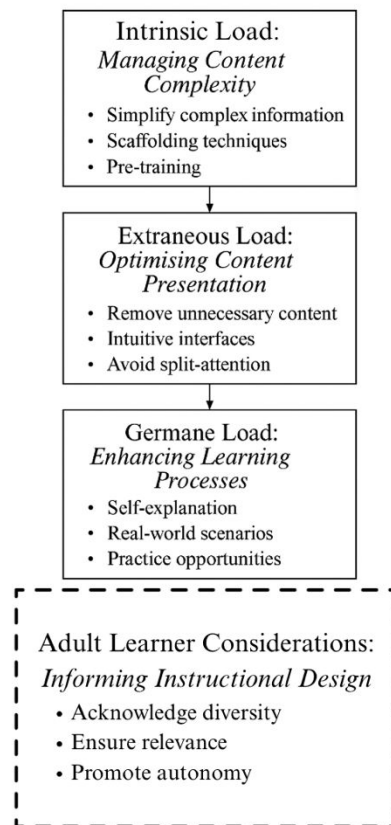 Intrinsic Load:
Managing Content
Complexity
• Simplify complex information
• Scaffolding techniques
• Pre-training
Extraneous Load:
Optimising Content
Presentation
• Remove unnecessary content
• Intuitive interfaces
• Avoid split-attention
Germane Load:
Enhancing Learning
Processes
• Self-explanation
• Real-world scenarios
• Practice opportunities
Adult Learner Considerations:
Informing Instructional Design
• Acknowledge diversity
• Ensure relevance
• Promote autonomy